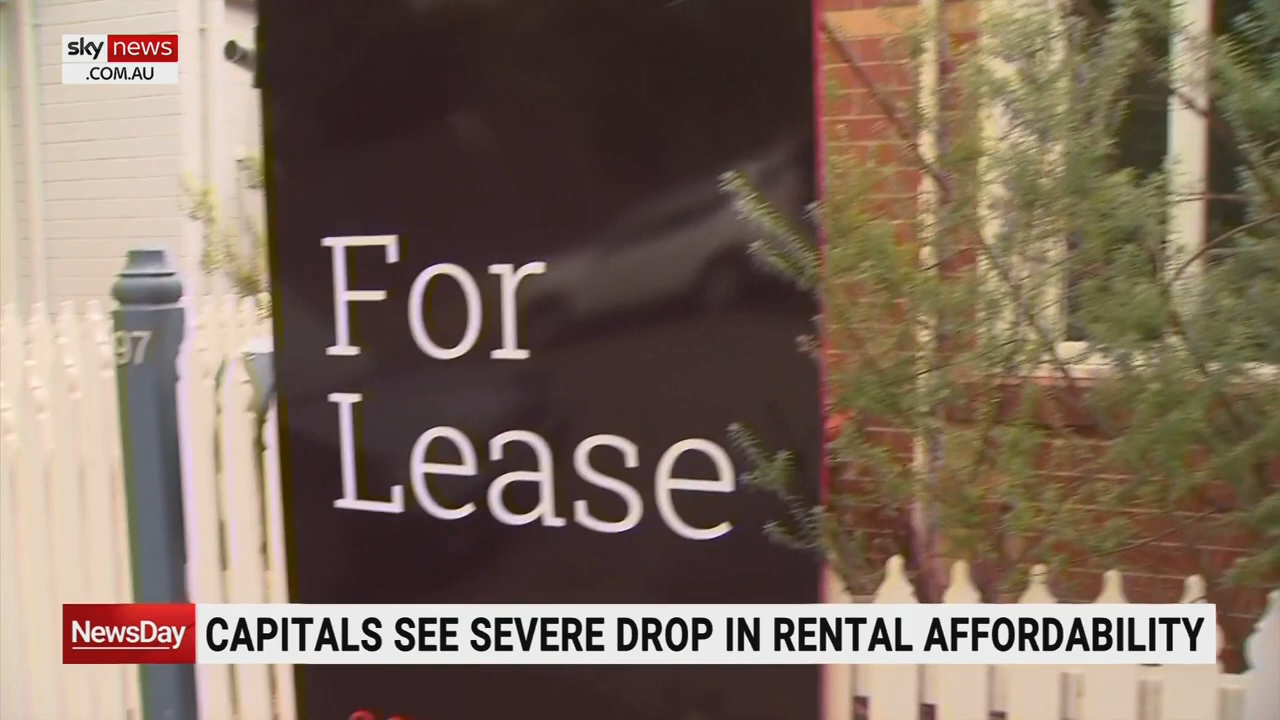 sky news
.COM.AU
97
For
Lease
NewsDay
CAPITALS SEE SEVERE DROP IN RENTAL AFFORDABILITY